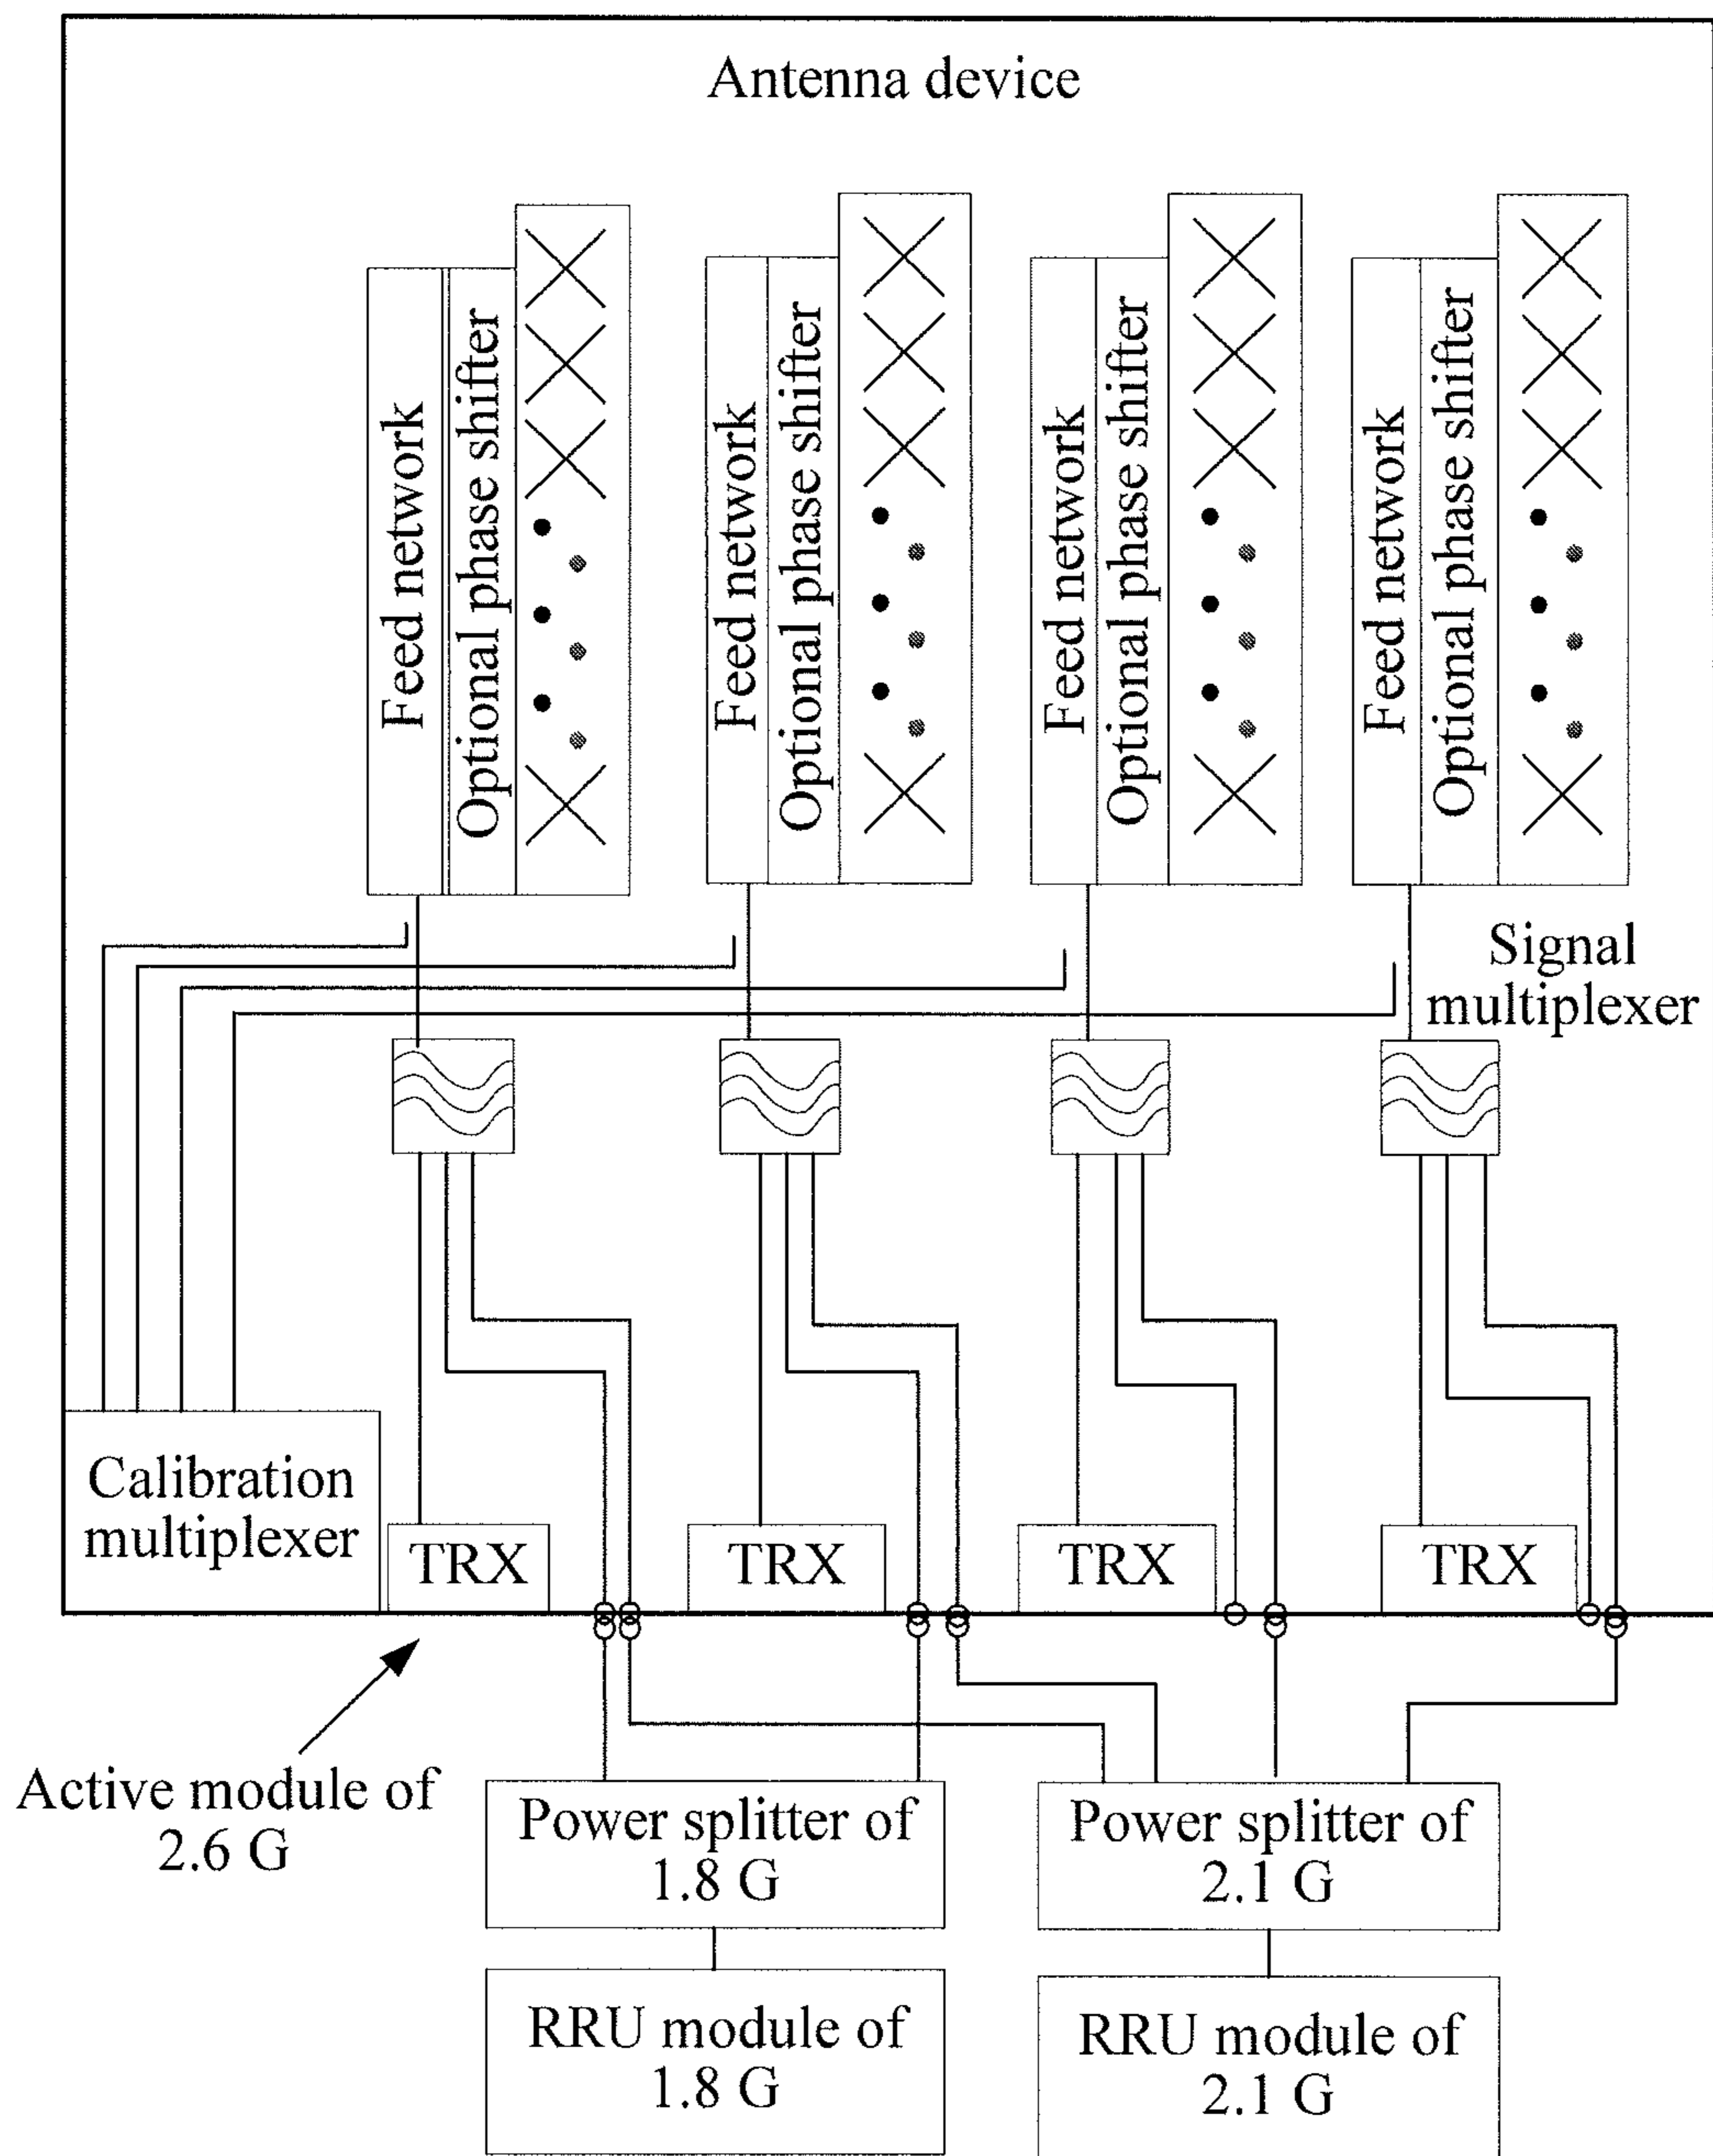 Antenna device
Feed network
Optional phase shifter
Feed network
Optional phase shifter
Feed network
Optional phase shifter
Feed network
Optional phase shifter
Signal
multiplexer
Calibration
multiplexer
TRX
TRX
TRX
TRX
Active module of
2.6 G
Power splitter of
1.8 G
Power splitter of
2.1 G
RRU module of
1.8 G
RRU module of
2.1 G